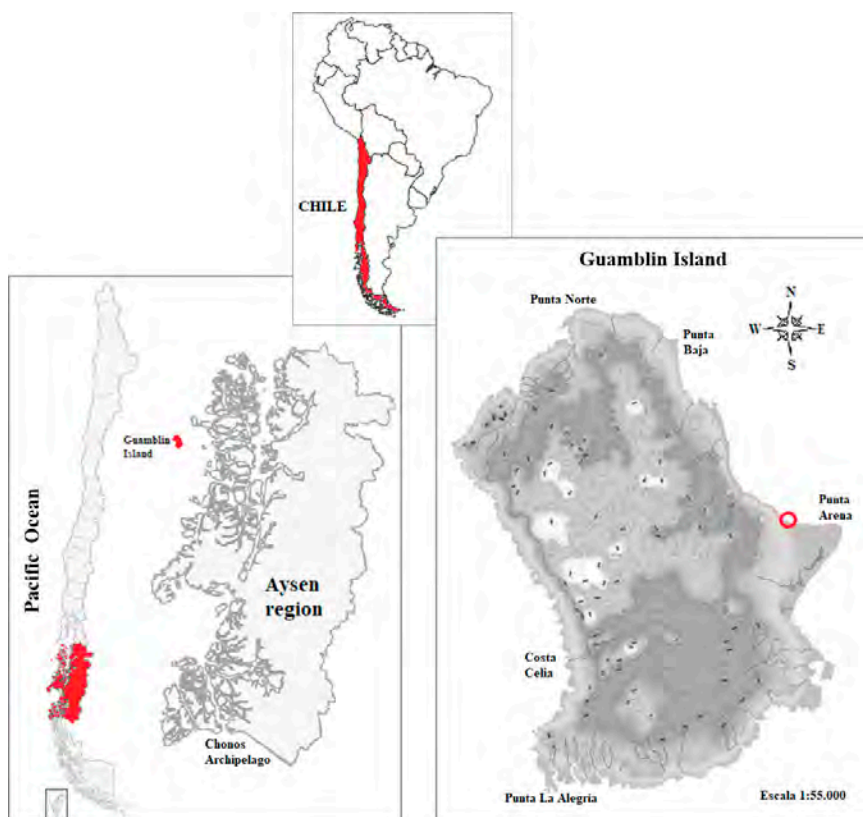 CHILE
Pacific Ocean
Guamblin
Island
Aysen
region
Chonos
Archipelago
Guamblin Island
N
W
E
S
Punta Norte
Punta
Baja
Punta
Arena
Costa
Celia
Punta La Alegría
Escala 1:55.000